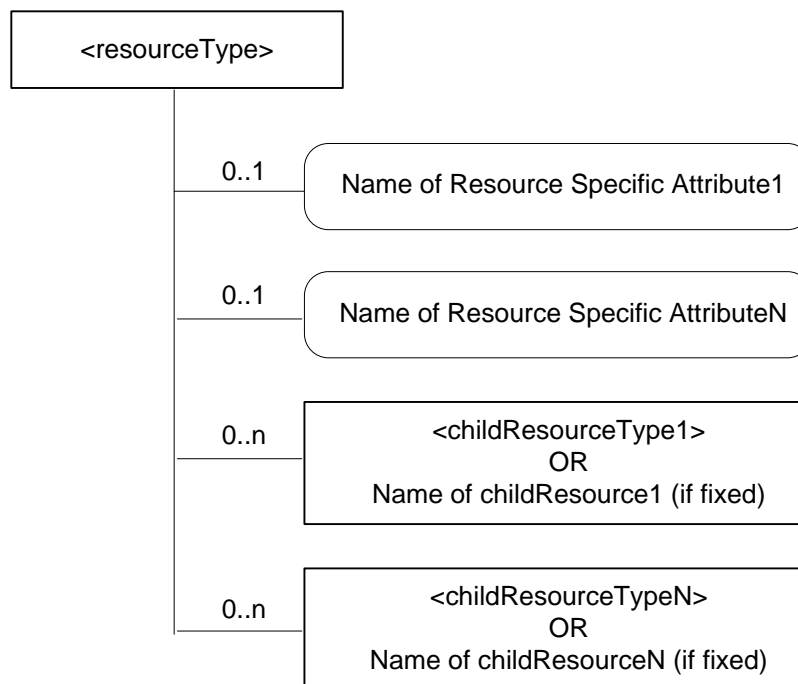 <resourceType>
0..1
Name of Resource Specific Attribute1
0..1
Name of Resource Specific AttributeN
0..n
<childResourceType1>
OR
Name of childResource1 (if fixed)
0..n
<childResourceTypeN>
OR
Name of childResourceN (if fixed)